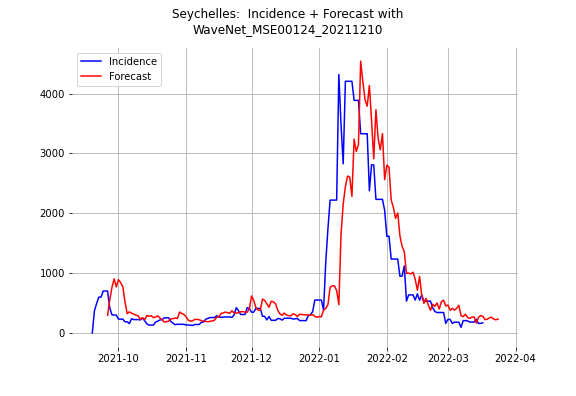 Seychelles:  Incidence + Forecast with
WaveNet_MSE00124_20211210
Incidence
Forecast
4000
3000
2000
1000
0
2021-10 2021-11 2021-12 2022-01 2022-02 2022-03 2022-04